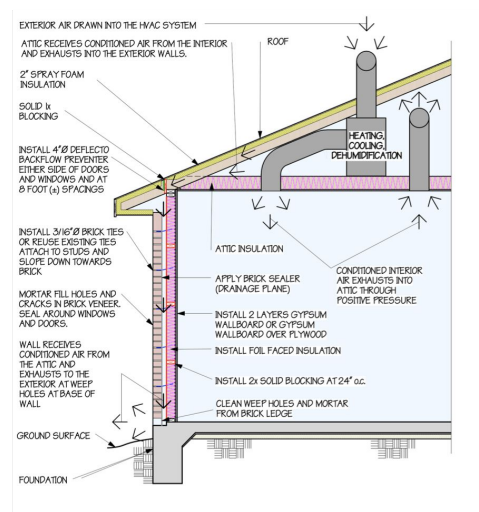 EXTERIOR AIR DRAWN INTO THE HVAC SYSTEM
ATTIC RECEIVES CONDITIONED AIR FROM THE INTERIOR
AND EXHAUSTS INTO THE EXTERIOR WALLS.
ROOF
2" SPRAY FOAM
INSULATION
SOLID 1x
BLOCKING
INSTALL 4"Ø DEFLECTO
BACKFLOW PREVENTER
EITHER SIDE OF DOORS
AND WINDOWS AND AT
8 FOOT (±) SPACINGS
HEATING,
COOLING,
DEHUMIDIFICATION
INSTALL 3/16"Ø BRICK TIES
OR REUSE EXISTING TIES
ATTACH TO STUDS AND
SLOPE DOWN TOWARDS
BRICK
ATTIC INSULATION
APPLY BRICK SEALER
(DRAINAGE PLANE)
CONDITIONED INTERIOR
AIR EXHAUSTS INTO
ATTIC THROUGH
POSITIVE PRESSURE
MORTAR FILL HOLES AND
CRACKS IN BRICK VENEER.
SEAL AROUND WINDOWS
AND DOORS.
INSTALL 2 LAYERS GYPSUM
WALLBOARD OR GYPSUM
WALLBOARD OVER PLYWOOD
INSTALL FOIL FACED INSULATION
WALL RECEIVES
CONDITIONED AIR FROM
THE ATTIC AND
EXHAUSTS TO THE
EXTERIOR AT WEEP
HOLES AT BASE OF
WALL
INSTALL 2x SOLID BLOCKING AT 24" o.c.
CLEAN WEEP HOLES AND MORTAR
FROM BRICK LEDGE
GROUND SURFACE
FOUNDATION